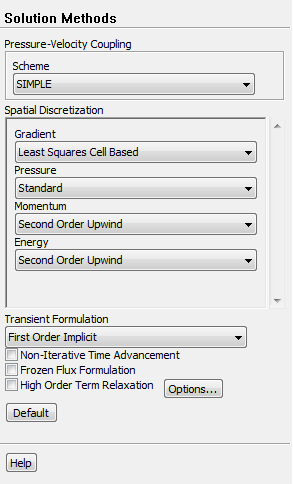 Solution Methods
Pressure-Velocity Coupling
Scheme
SIMPLE
Spatial Discretization
Gradient
Least Squares Cell Based
Pressure
Standard
Momentum
Second Order Upwind
Energy
Second Order Upwind
Transient Formulation
First Order Implicit
Non-Iterative Time Advancement
Frozen Flux Formulation
High Order Term Relaxation Options...
Default
Help